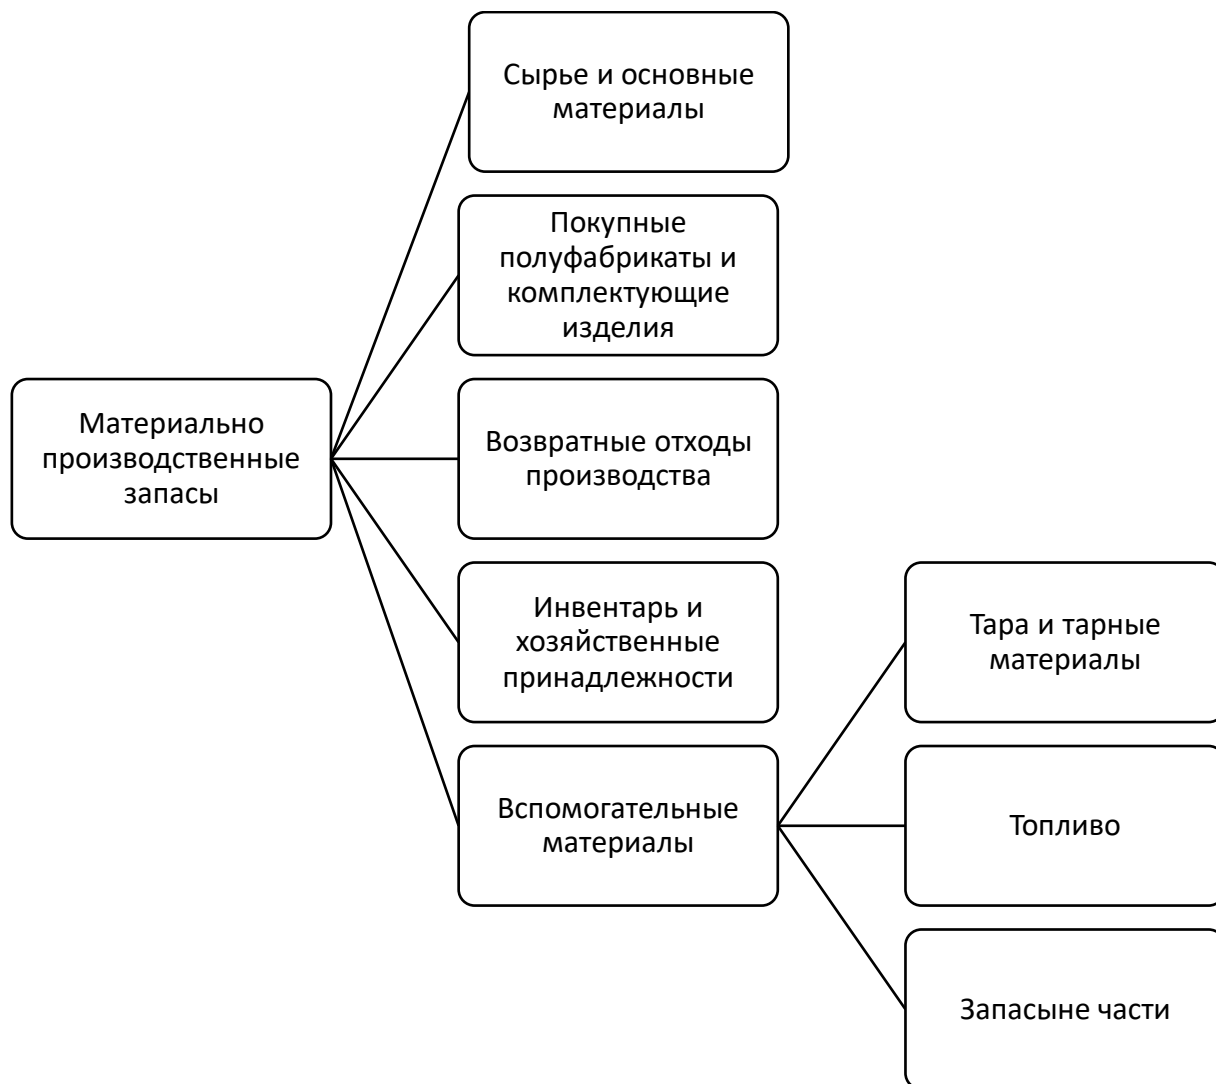 Сырье и основные
материалы
Покупные
полуфабрикаты и
комплектующие
изделия
Материально
производственные
запасы
Возвратные отходы
производства
Инвентарь и
хозяйственные
принадлежности
Тара и тарные
материалы
Вспомогательные
материалы
Топливо
Запасыне части